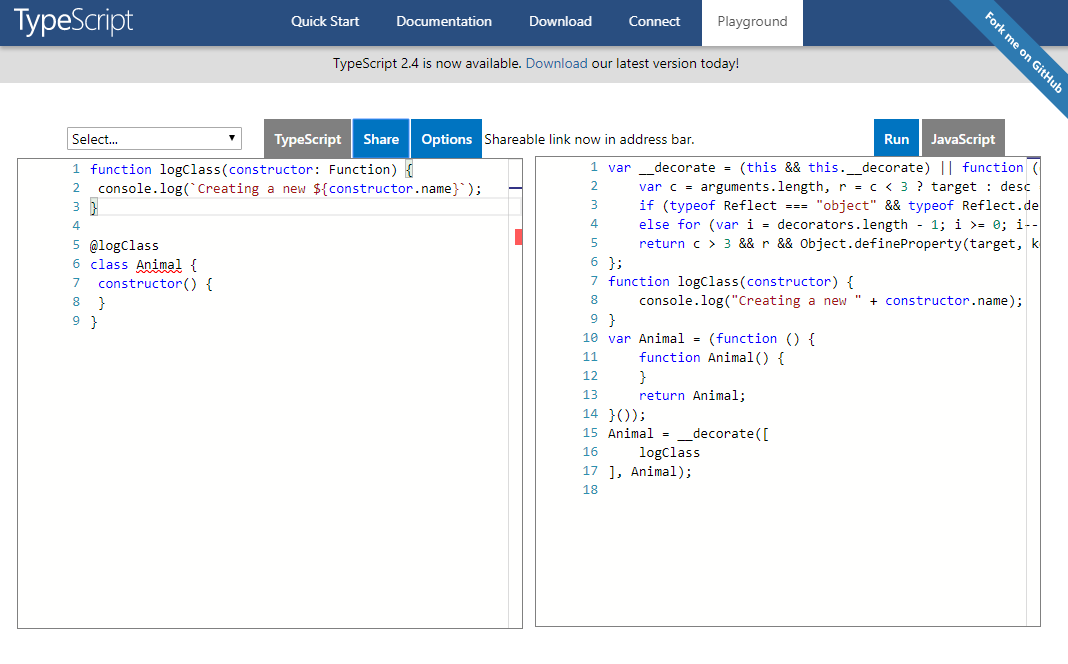 TypeScript
Quick Start Documentation Download Connect Playground
Fork me on GitHub
TypeScript 2.4 is now available. Download our latest version today!
Select... TypeScript Share Options Shareable link now in address bar. Run JavaScript
1 function logClass(constructor: Function) {
2 console.log(`Creating a new ${constructor.name}`);
3 }
4
5 @logClass
6 class Animal {
7 constructor() {
8 }
9 }
1 var __decorate = (this && this.__decorate) || function (
2 var c = arguments.length, r = c < 3 ? target : desc
3 if (typeof Reflect === "object" && typeof Reflect.de
4 else for (var i = decorators.length - 1; i >= 0; i--
5 return c > 3 && r && Object.defineProperty(target, k
6 };
7 function logClass(constructor) {
8 console.log("Creating a new " + constructor.name);
9 }
10 var Animal = (function () {
11 function Animal() {
12 }
13 return Animal;
14 }());
15 Animal = __decorate([
16 logClass
17 ], Animal);
18